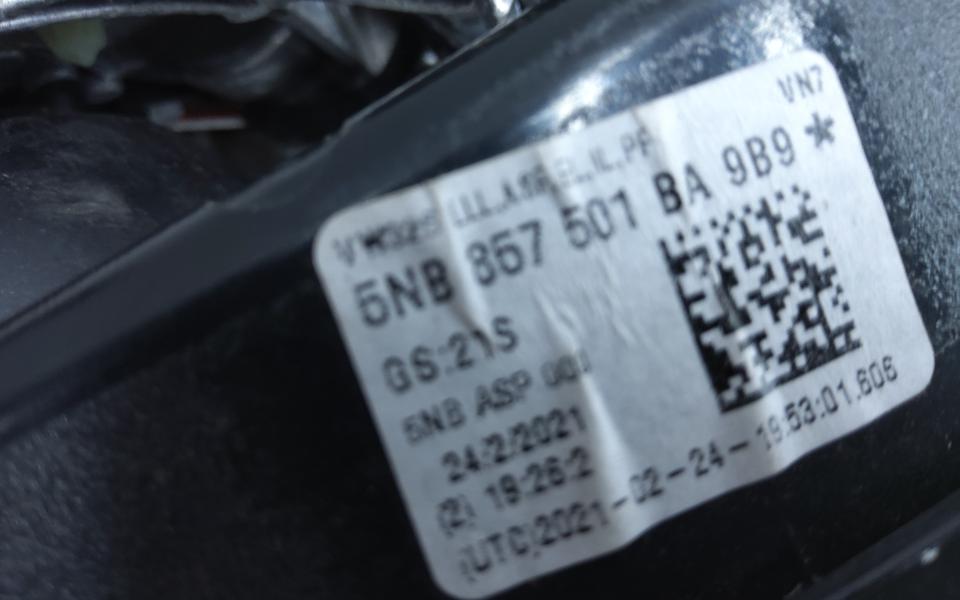 VN7
5NB 857 501 BA 9B9 *
GS:21S
5NB ASP
24/2/2021
(2) 19:26:2
(UTC)2021-02-24-19:53:01.606